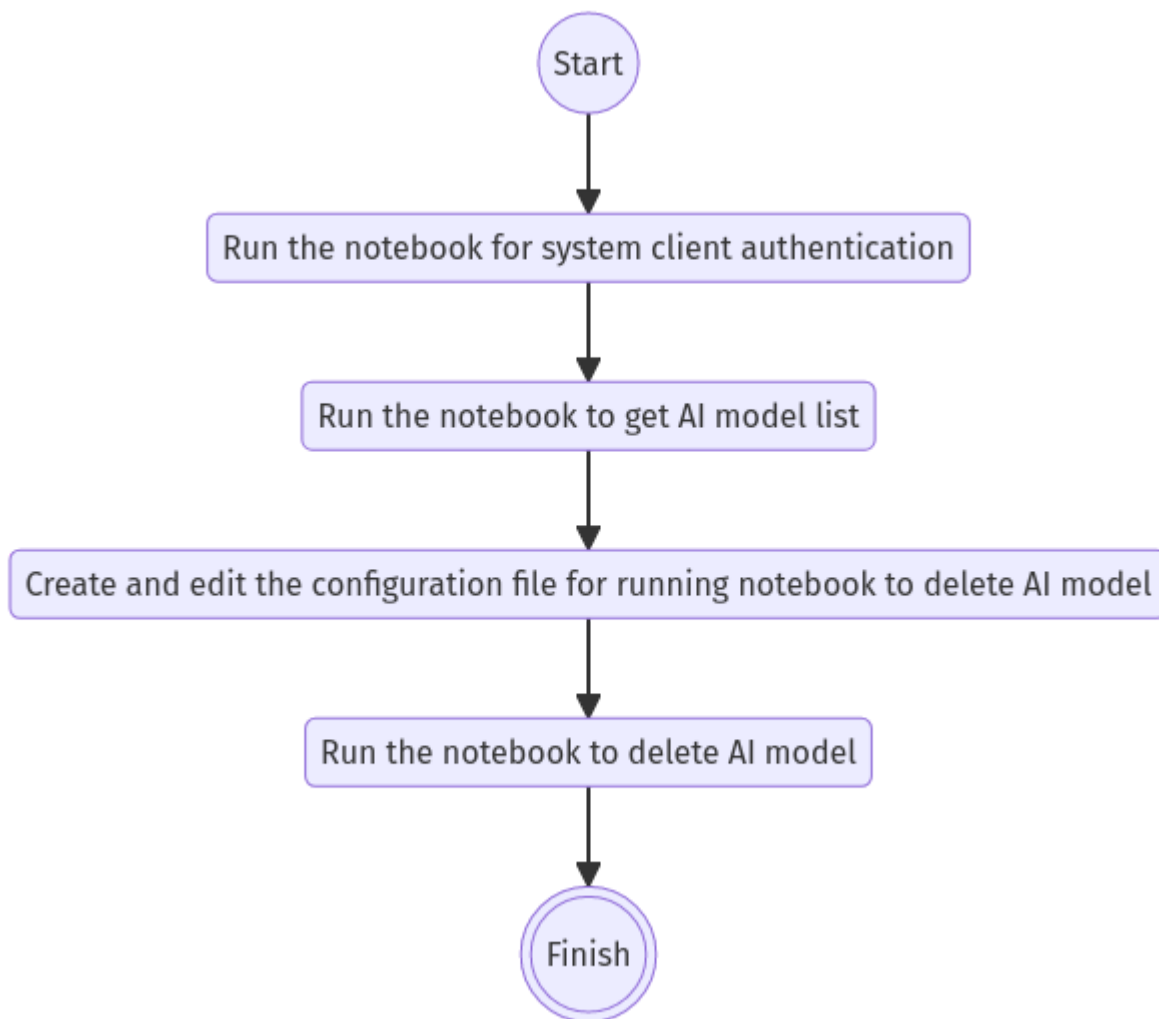 Start
Run the notebook for system client authentication
Run the notebook to get AI model list
Create and edit the configuration file for running notebook to delete AI model
Run the notebook to delete AI model
Finish